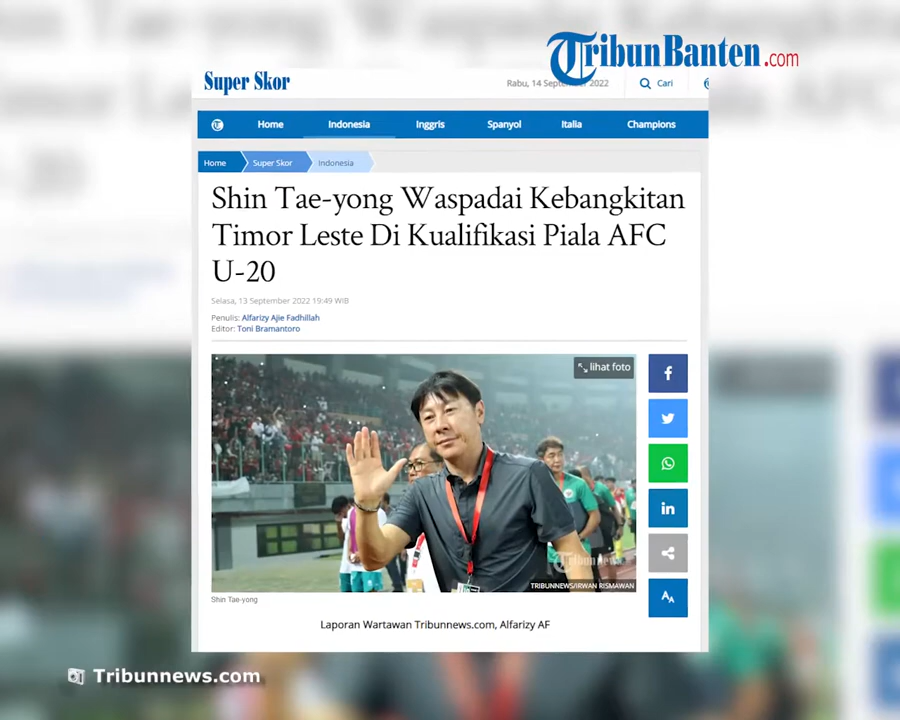 TribunBanten.com
Super Skor
Rabu, 14 September 2022
Cari
Home Indonesia Inggris Spanyol Italia Champions
Home Super Skor Indonesia
Shin Tae-yong Waspadai Kebangkitan
Timor Leste Di Kualifikasi Piala AFC
U-20
Selasa, 13 September 2022 19:49 WIB
Penulis: Alfarizy Ajie Fadhillah
Editor: Toni Bramantoro
lihat foto
Tribunnews
TRIBUNNEWS/IRWAN RISMAWAN
Shin Tae-yong
Laporan Wartawan Tribunnews.com, Alfarizy AF
Tribunnews.com